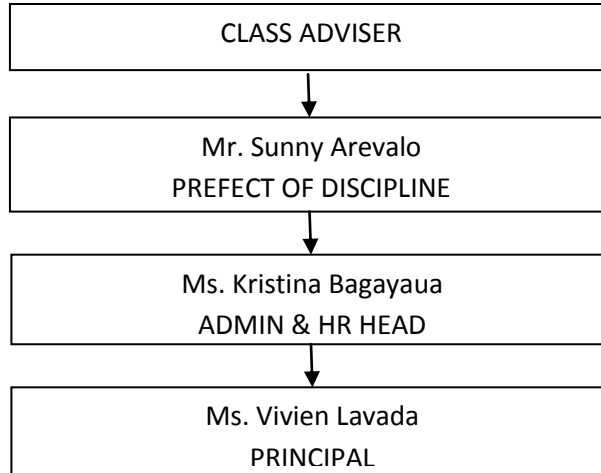 CLASS ADVISER
Mr. Sunny Arevalo
PREFECT OF DISCIPLINE
Ms. Kristina Bagayaua
ADMIN & HR HEAD
Ms. Vivien Lavada
PRINCIPAL